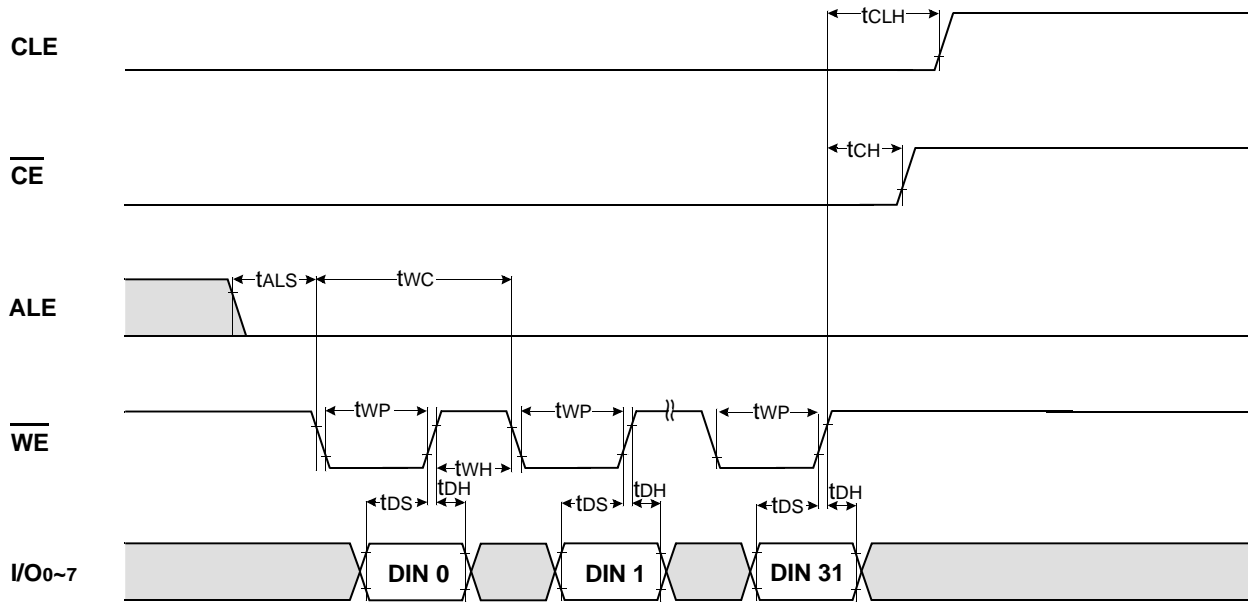 tCLH
CLE
tCH
CE
tALS tWC
ALE
tWP tWP tWP
WE
tWH
tDH tDH tDH
tDS tDS tDS
I/O0~7 DIN 0 DIN 1 DIN 31